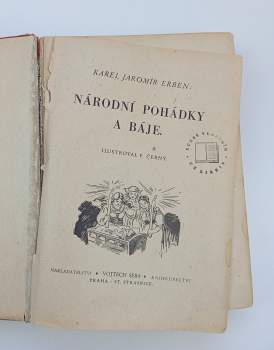 KAREL JAROMÍR ERBEN:
NÁRODNÍ POHÁDKY
A BÁJE.
ILUSTROVAL F. ČERNÝ
NAKLADATELSTVÍ • VOJTĚCH ŠEBA • KNIHKUPECTVÍ
PRAHA - ST. STRAŠNICE.